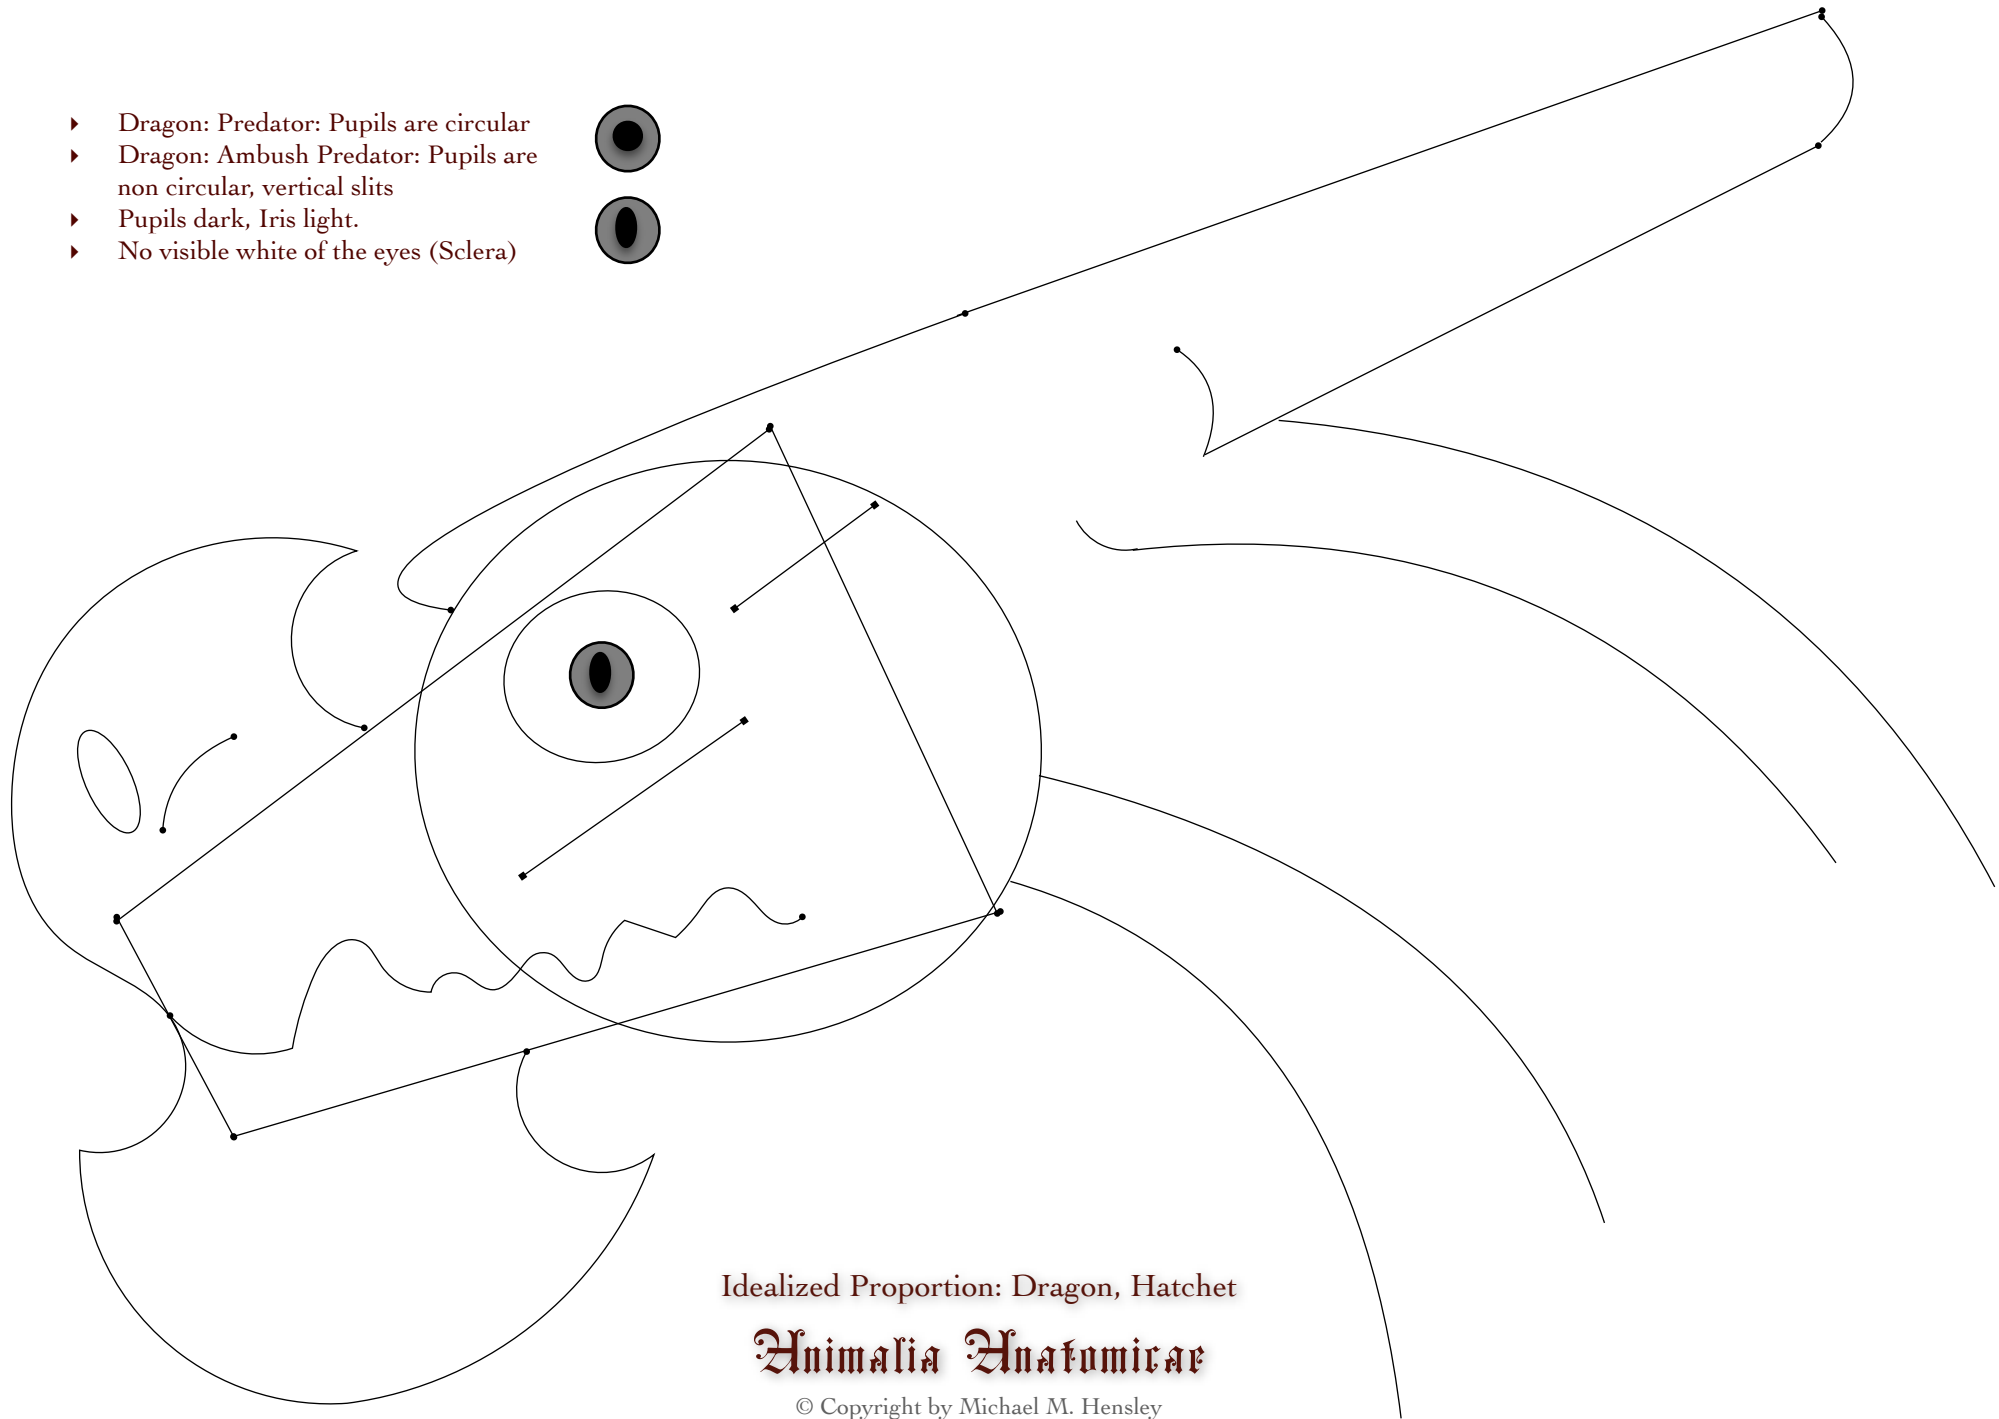 Dragon: Predator: Pupils are circular
Dragon: Ambush Predator: Pupils are
non circular, vertical slits
Pupils dark, Iris light.
No visible white of the eyes (Sclera)
Idealized Proportion: Dragon, Hatchet
Animalia Anatomicae
© Copyright by Michael M. Hensley